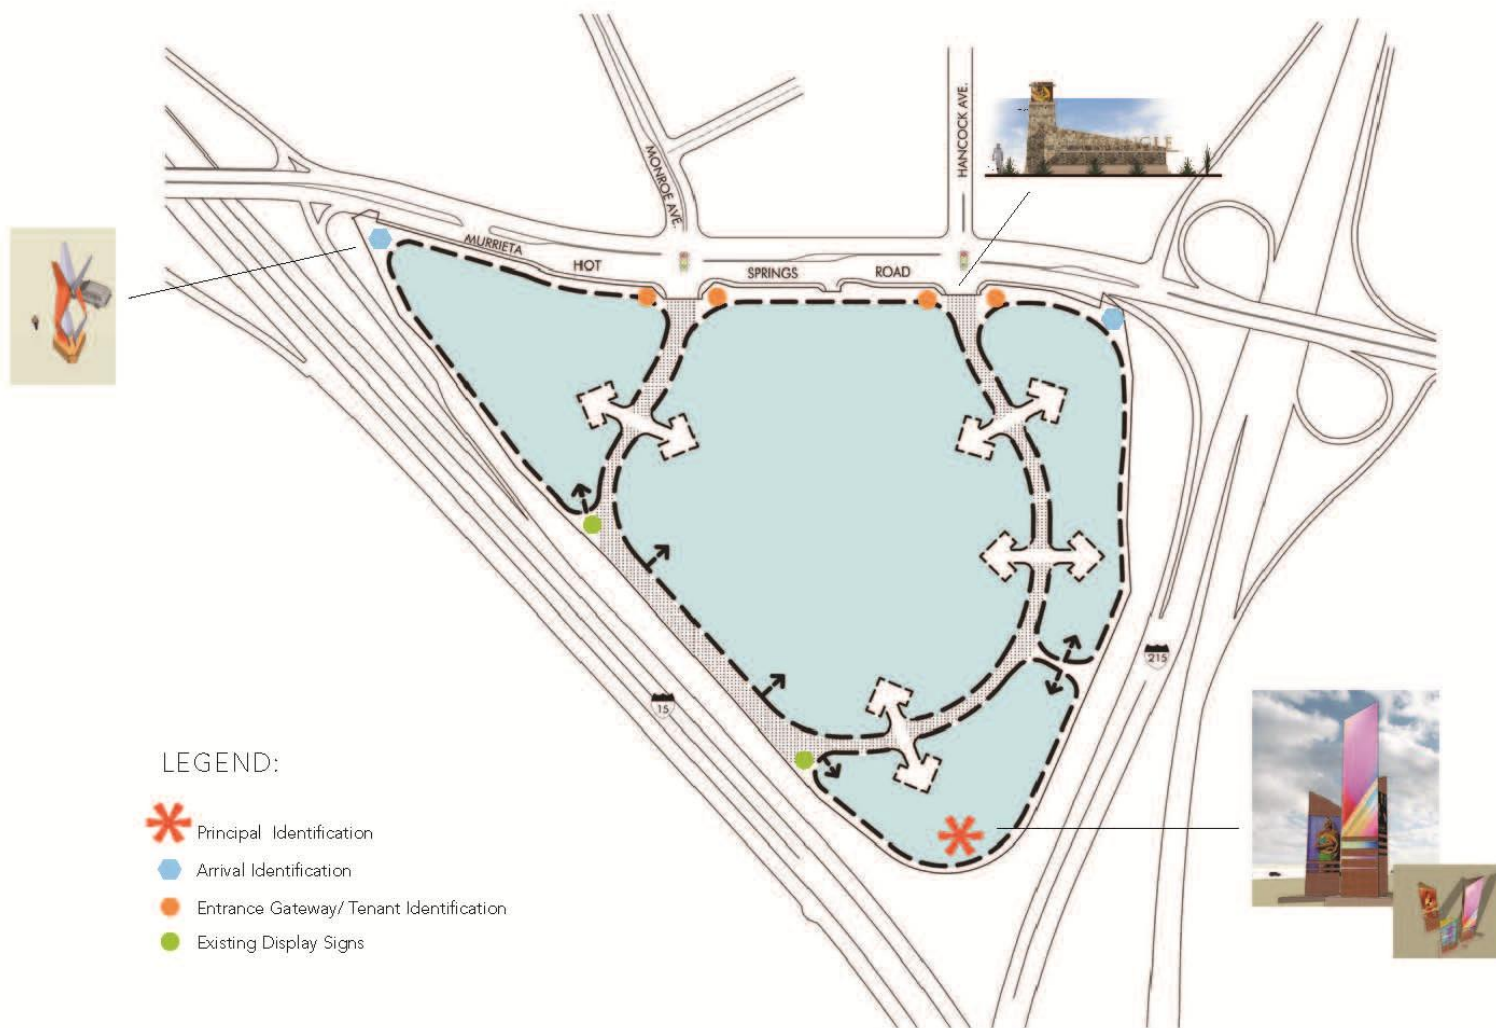 MONROE AVE.
HANCOCK AVE.
MURRIETA
HOT
SPRINGS
ROAD
15
215
LEGEND:
Principal Identification
Arrival Identification
Entrance Gateway/ Tenant Identification
Existing Display Signs